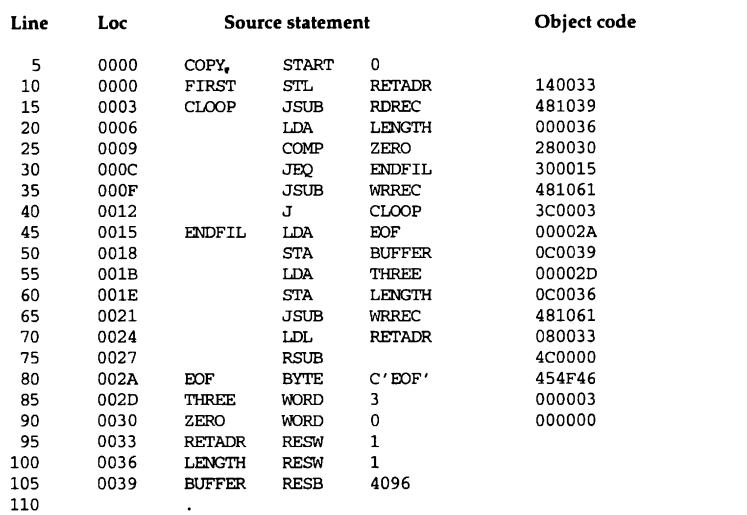 Line Loc Source statement Object code
5 0000 COPY, START 0
10 0000 FIRST STL RETADR 140033
15 0003 CLOOP JSUB RDREC 481039
20 0006 LDA LENGTH 000036
25 0009 COMP ZERO 280030
30 000C JEQ ENDFIL 300015
35 000F JSUB WRREC 481061
40 0012 J CLOOP 3C0003
45 0015 ENDFIL LDA EOF 00002A
50 0018 STA BUFFER 0C0039
55 001B LDA THREE 00002D
60 001E STA LENGTH 0C0036
65 0021 JSUB WRREC 481061
70 0024 LDL RETADR 080033
75 0027 RSUB 4C0000
80 002A EOF BYTE C'EOF' 454F46
85 002D THREE WORD 3 000003
90 0030 ZERO WORD 0 000000
95 0033 RETADR RESW 1
100 0036 LENGTH RESW 1
105 0039 BUFFER RESB 4096
110 .